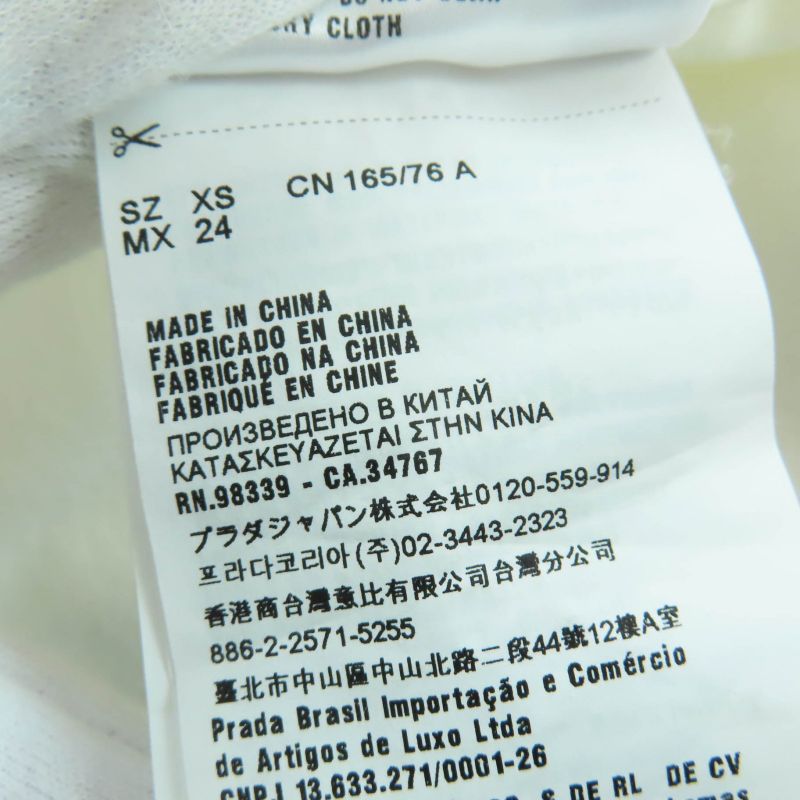 DRY CLOTH
SZ XS CN 165/76 A
MX 24
MADE IN CHINA
FABRICADO EN CHINA
FABRICADO NA CHINA
FABRIQUÉ EN CHINE
ПРОИЗВЕДЕНО В КИТАЙ
ΚΑΤΑΣΚΕΥΑΖΕΤΑΙ ΣΤΗΝ ΚΙΝΑ
RN.98339 - CA.34767
プラダジャパン株式会社0120-559-914
프라다코리아(주)02-3443-2323
香港商台灣意比有限公司台灣分公司
886-2-2571-5255
臺北市中山區中山北路二段44號12樓A室
Prada Brasil Importação e Comércio
de Artigos de Luxo Ltda
CNPJ 13.633.271/0001-26
S DE RL DE CV